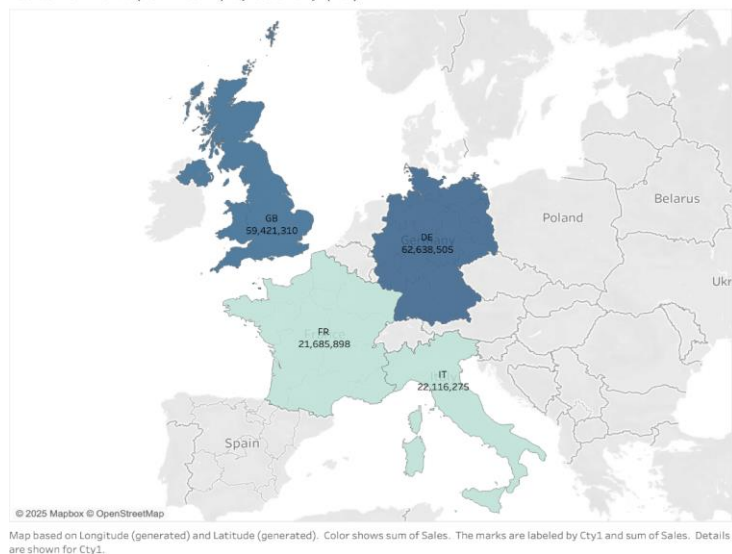 Belarus
Poland
Ukr
GB
59,421,310
DE
62,638,505
FR
21,685,898
IT
22,116,275
Spain
© 2025 Mapbox © OpenStreetMap
Map based on Longitude (generated) and Latitude (generated). Color shows sum of Sales. The marks are labeled by Cty1 and sum of Sales. Details
are shown for Cty1.